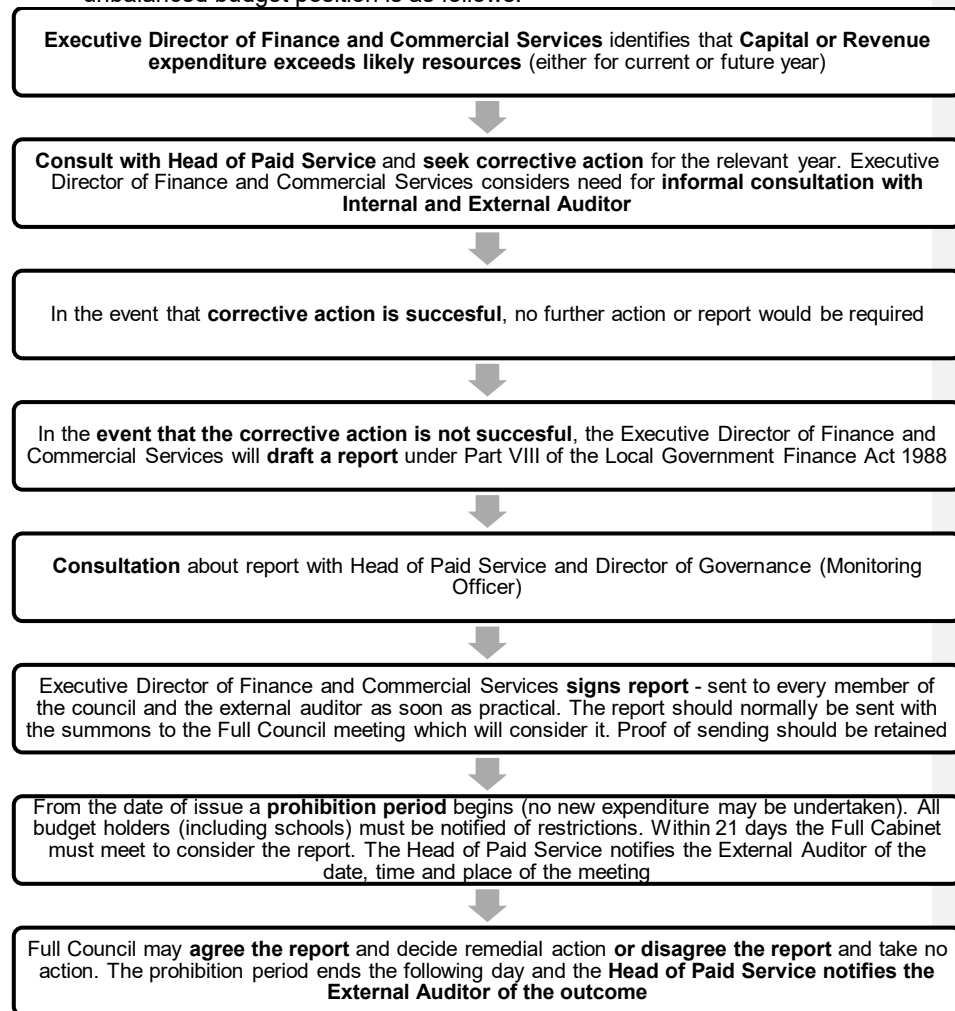 unbalanced budget position is as follows:
Executive Director of Finance and Commercial Services identifies that Capital or Revenue
expenditure exceeds likely resources (either for current or future year)
Consult with Head of Paid Service and seek corrective action for the relevant year. Executive
Director of Finance and Commercial Services considers need for informal consultation with
Internal and External Auditor
In the event that corrective action is succesful, no further action or report would be required
In the event that the corrective action is not succesful, the Executive Director of Finance and
Commercial Services will draft a report under Part VIII of the Local Government Finance Act 1988
Consultation about report with Head of Paid Service and Director of Governance (Monitoring
Officer)
Executive Director of Finance and Commercial Services signs report - sent to every member of
the council and the external auditor as soon as practical. The report should normally be sent with
the summons to the Full Council meeting which will consider it. Proof of sending should be retained
From the date of issue a prohibition period begins (no new expenditure may be undertaken). All
budget holders (including schools) must be notified of restrictions. Within 21 days the Full Cabinet
must meet to consider the report. The Head of Paid Service notifies the External Auditor of the
date, time and place of the meeting
Full Council may agree the report and decide remedial action or disagree the report and take no
action. The prohibition period ends the following day and the Head of Paid Service notifies the
External Auditor of the outcome